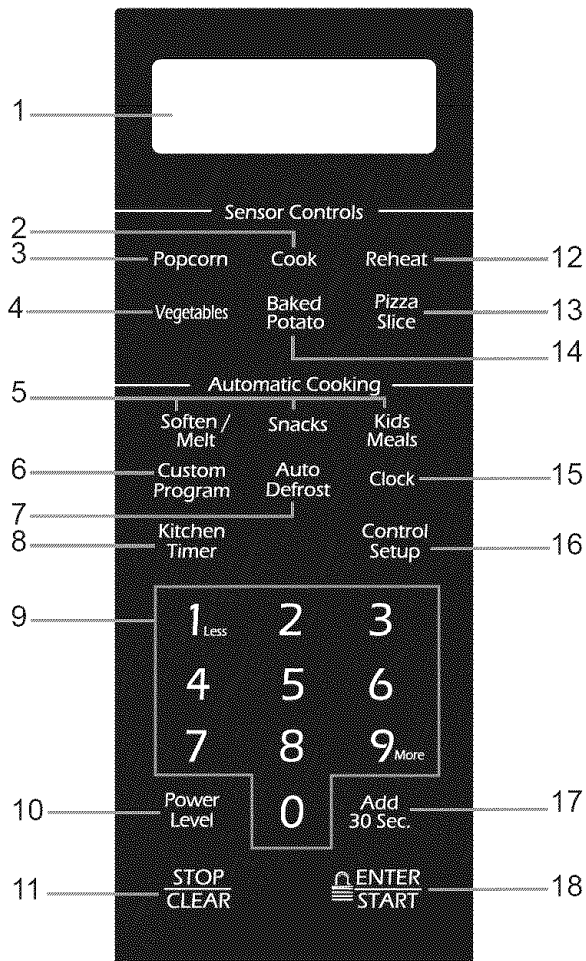 1
Sensor Controls
2
3 Popcorn Cook Reheat 12
4 Vegetables Baked Potato Pizza Slice 13
14
Automatic Cooking
5
Soften / Melt Snacks Kids Meals
6 Custom Program Auto Defrost Clock 15
7
8 Kitchen Timer Control Setup 16
9 1 Less 2 3
4 5 6
7 8 9 More
10 Power Level 0 Add 30 Sec. 17
11 STOP CLEAR ENTER START 18